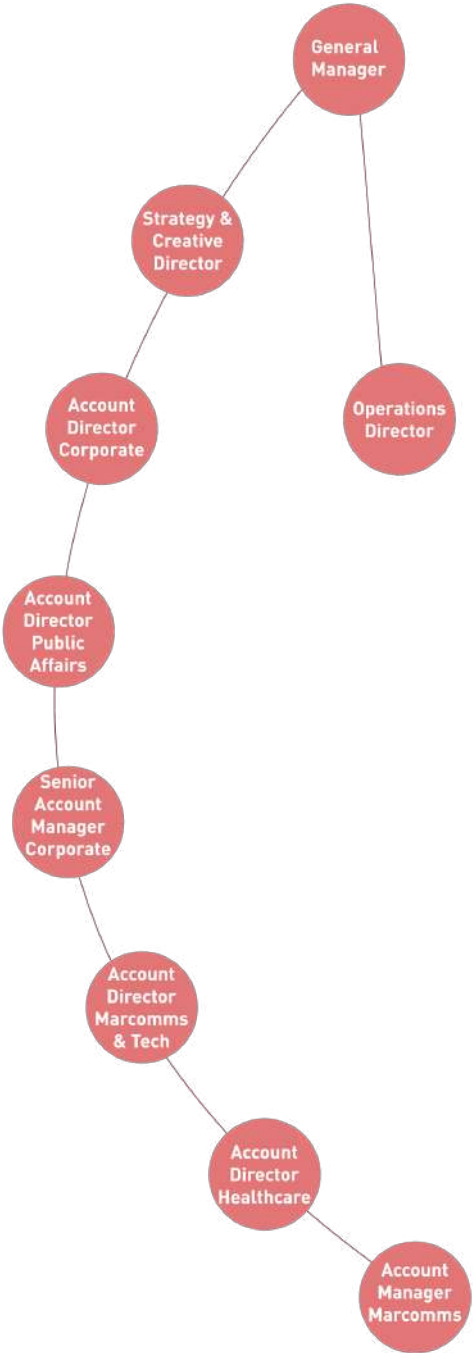 General
Manager
Strategy &
Creative
Director
Account
Director
Corporate
Operations
Director
Account
Director
Public
Affairs
Senior
Account
Manager
Corporate
Account
Director
Marcomms
& Tech
Account
Director
Healthcare
Account
Manager
Marcomms